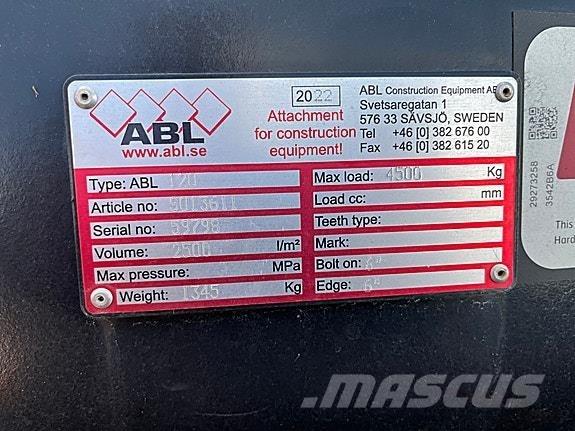 2022
ABL Construction Equipment AB
Svetsaregatan 1
576 33 SÄVSJÖ, SWEDEN
Tel +46 [0] 382 676 00
Fax +46 [0] 382 615 20
Attachment
for construction
equipment!
ABL
www.abl.se
Type: ABL
Article no:
Serial no: 59798
Volume: 2500 l/m²
Max pressure: MPa
Weight: 1345 Kg
Max load: 4500 Kg
Load cc: mm
Teeth type:
Mark:
Bolt on:
Edge:
29273258
3542B6A
This
Hard
MASCUS